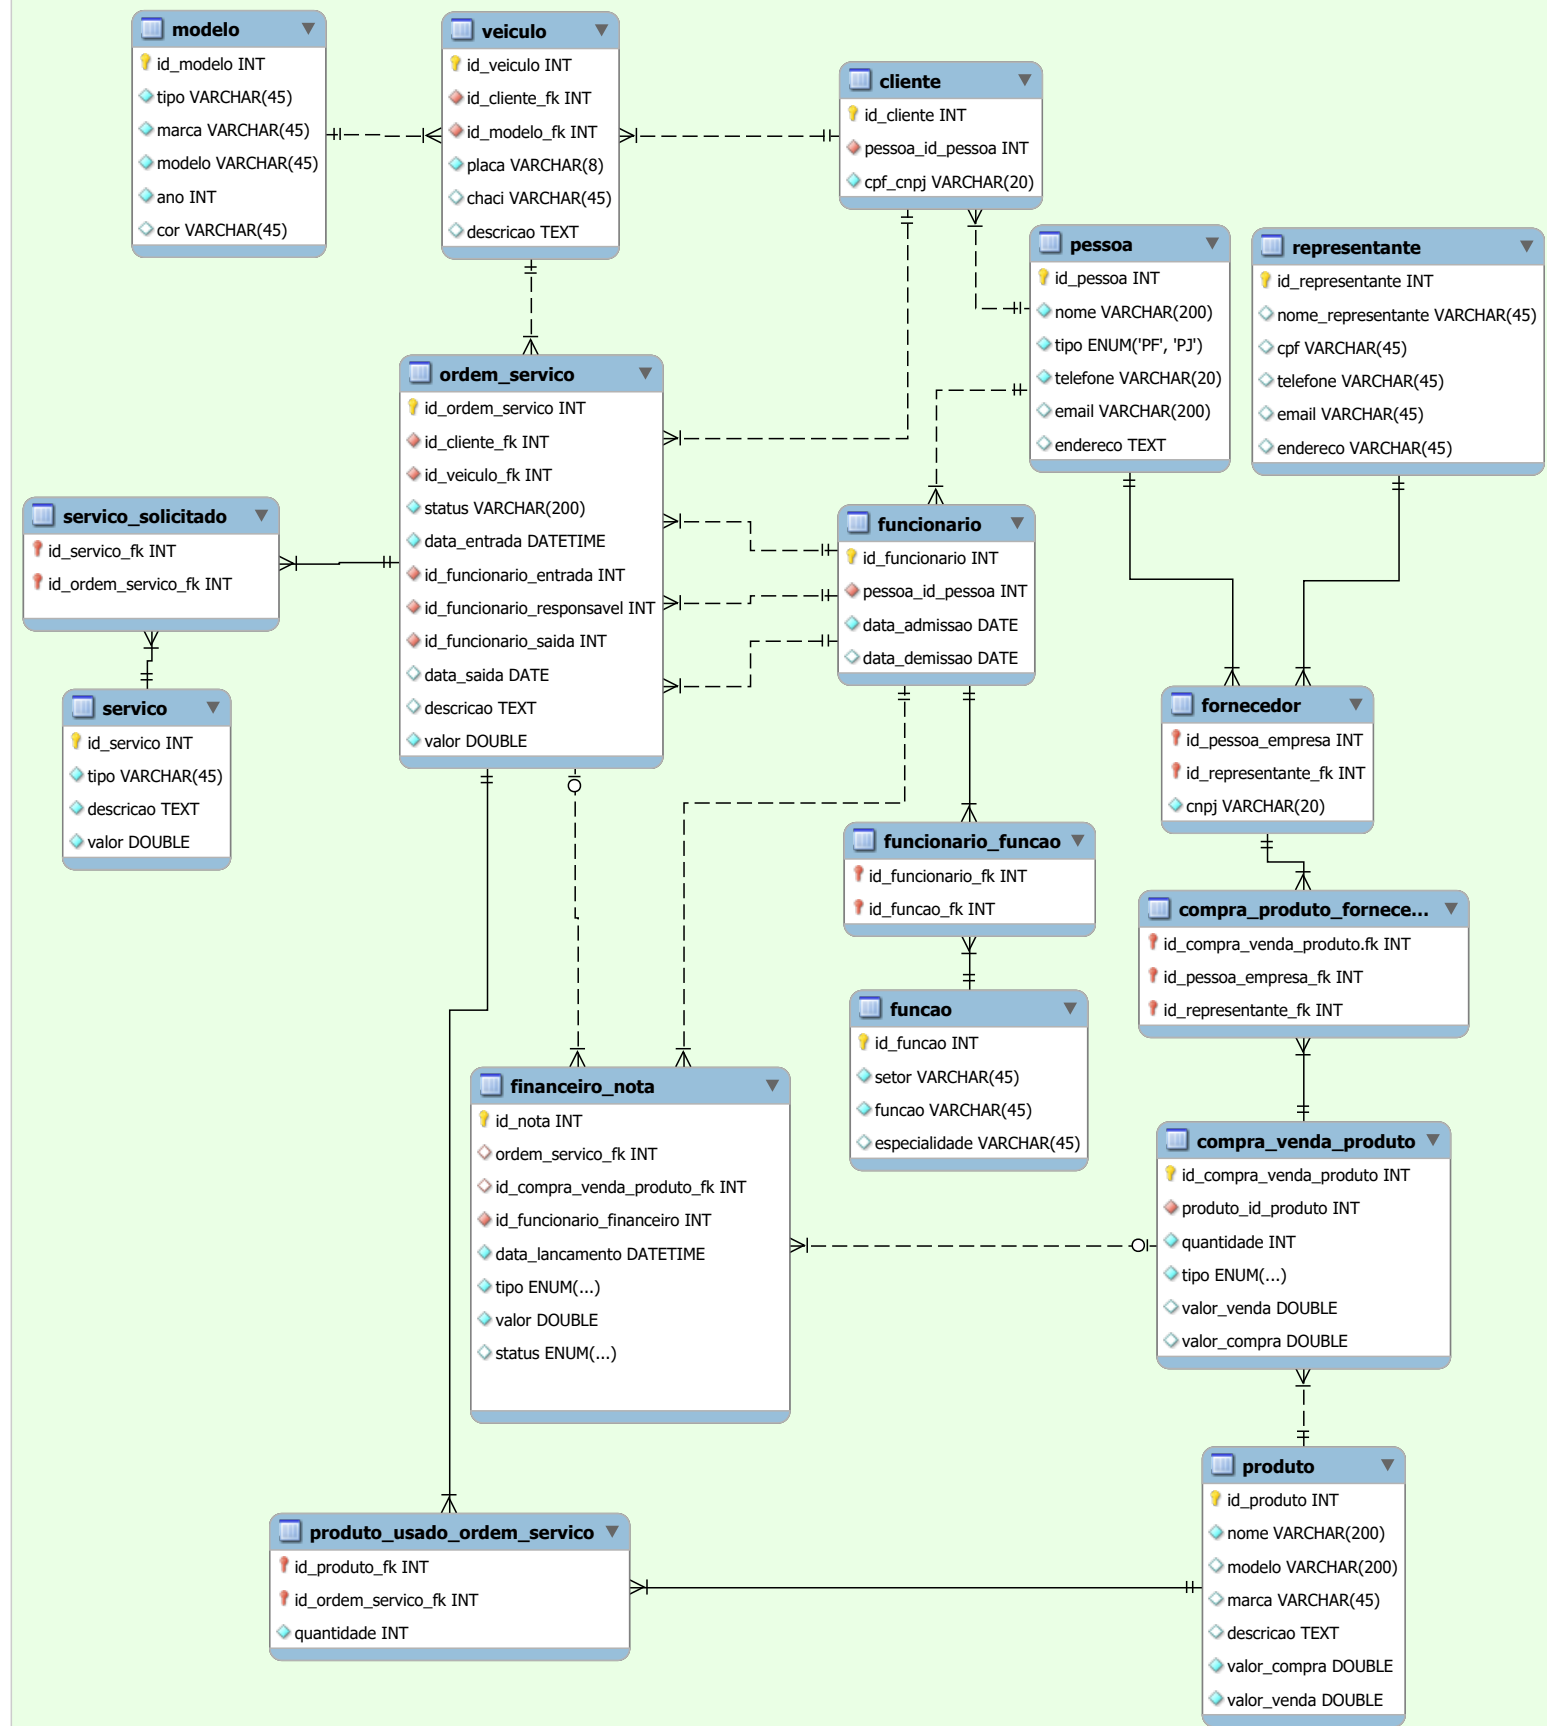 modelo
id_modelo INT
tipo VARCHAR(45)
marca VARCHAR(45)
modelo VARCHAR(45)
ano INT
cor VARCHAR(45)
veiculo
id_veiculo INT
id_cliente_fk INT
id_modelo_fk INT
placa VARCHAR(8)
chaci VARCHAR(45)
descricao TEXT
cliente
id_cliente INT
pessoa_id_pessoa INT
cpf_cnpj VARCHAR(20)
pessoa
id_pessoa INT
nome VARCHAR(200)
tipo ENUM('PF', 'PJ')
telefone VARCHAR(20)
email VARCHAR(200)
endereco TEXT
representante
id_representante INT
nome_representante VARCHAR(45)
cpf VARCHAR(45)
telefone VARCHAR(45)
email VARCHAR(45)
endereco VARCHAR(45)
ordem_servico
id_ordem_servico INT
id_cliente_fk INT
id_veiculo_fk INT
status VARCHAR(200)
data_entrada DATETIME
id_funcionario_entrada INT
id_funcionario_responsavel INT
id_funcionario_saida INT
data_saida DATE
descricao TEXT
valor DOUBLE
servico_solicitado
id_servico_fk INT
id_ordem_servico_fk INT
funcionario
id_funcionario INT
pessoa_id_pessoa INT
data_admissao DATE
data_demissao DATE
servico
id_servico INT
tipo VARCHAR(45)
descricao TEXT
valor DOUBLE
fornecedor
id_pessoa_empresa INT
id_representante_fk INT
cnpj VARCHAR(20)
funcionario_funcao
id_funcionario_fk INT
id_funcao_fk INT
compra_produto_fornece...
id_compra_venda_produto.fk INT
id_pessoa_empresa_fk INT
id_representante_fk INT
funcao
id_funcao INT
setor VARCHAR(45)
funcao VARCHAR(45)
especialidade VARCHAR(45)
financeiro_nota
id_nota INT
ordem_servico_fk INT
id_compra_venda_produto_fk INT
id_funcionario_financeiro INT
data_lancamento DATETIME
tipo ENUM(...)
valor DOUBLE
status ENUM(...)
compra_venda_produto
id_compra_venda_produto INT
produto_id_produto INT
quantidade INT
tipo ENUM(...)
valor_venda DOUBLE
valor_compra DOUBLE
produto
id_produto INT
nome VARCHAR(200)
modelo VARCHAR(200)
marca VARCHAR(45)
descricao TEXT
valor_compra DOUBLE
valor_venda DOUBLE
produto_usado_ordem_servico
id_produto_fk INT
id_ordem_servico_fk INT
quantidade INT